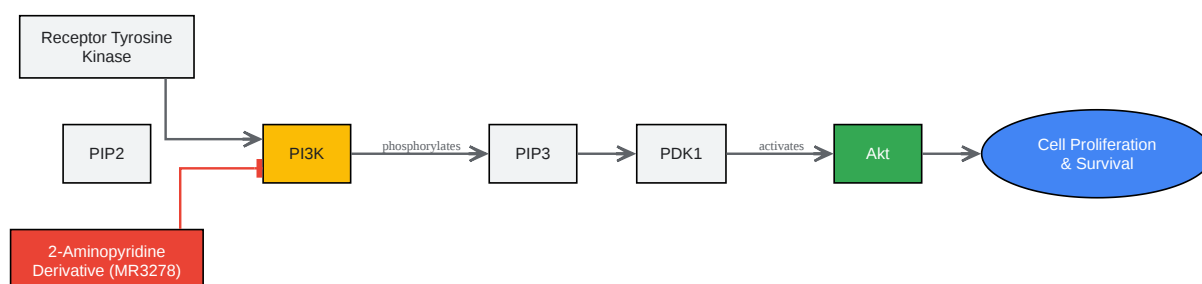 Receptor Tyrosine
Kinase
PIP2
PI3K
phosphorylates
PIP3
PDK1
activates
Akt
Cell Proliferation
& Survival
2-Aminopyridine
Derivative (MR3278)